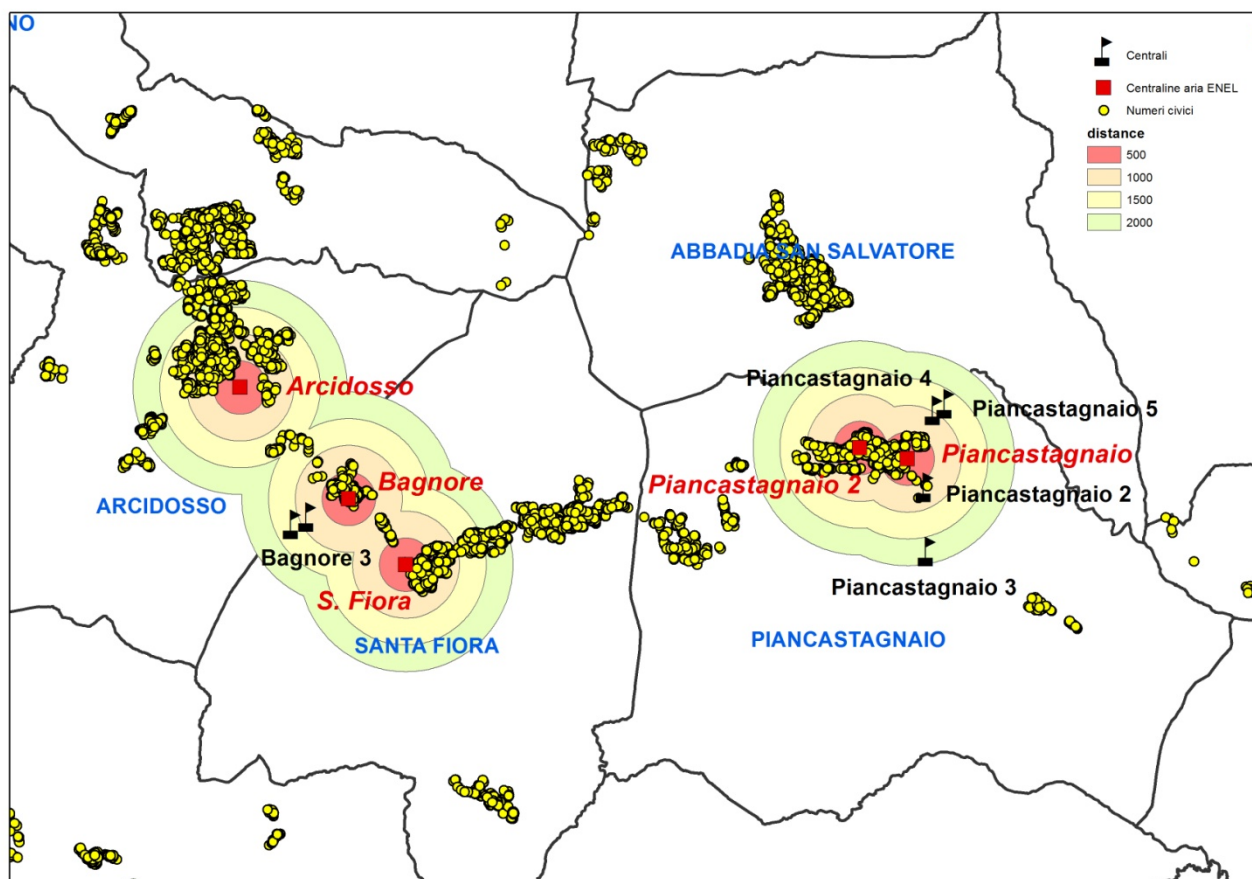 NO
Centrali
Centraline aria ENEL
Numeri civici
distance
500
1000
1500
2000
ABBADIA SAN SALVATORE
Piancastagnaio 4
Arcidosso
Piancastagnaio 5
Piancastagnaio
Bagnore
Piancastagnaio 2
Piancastagnaio 2
ARCIDOSSO
Bagnore 3
Piancastagnaio 3
S. Fiora
SANTA FIORA
PIANCASTAGNAIO